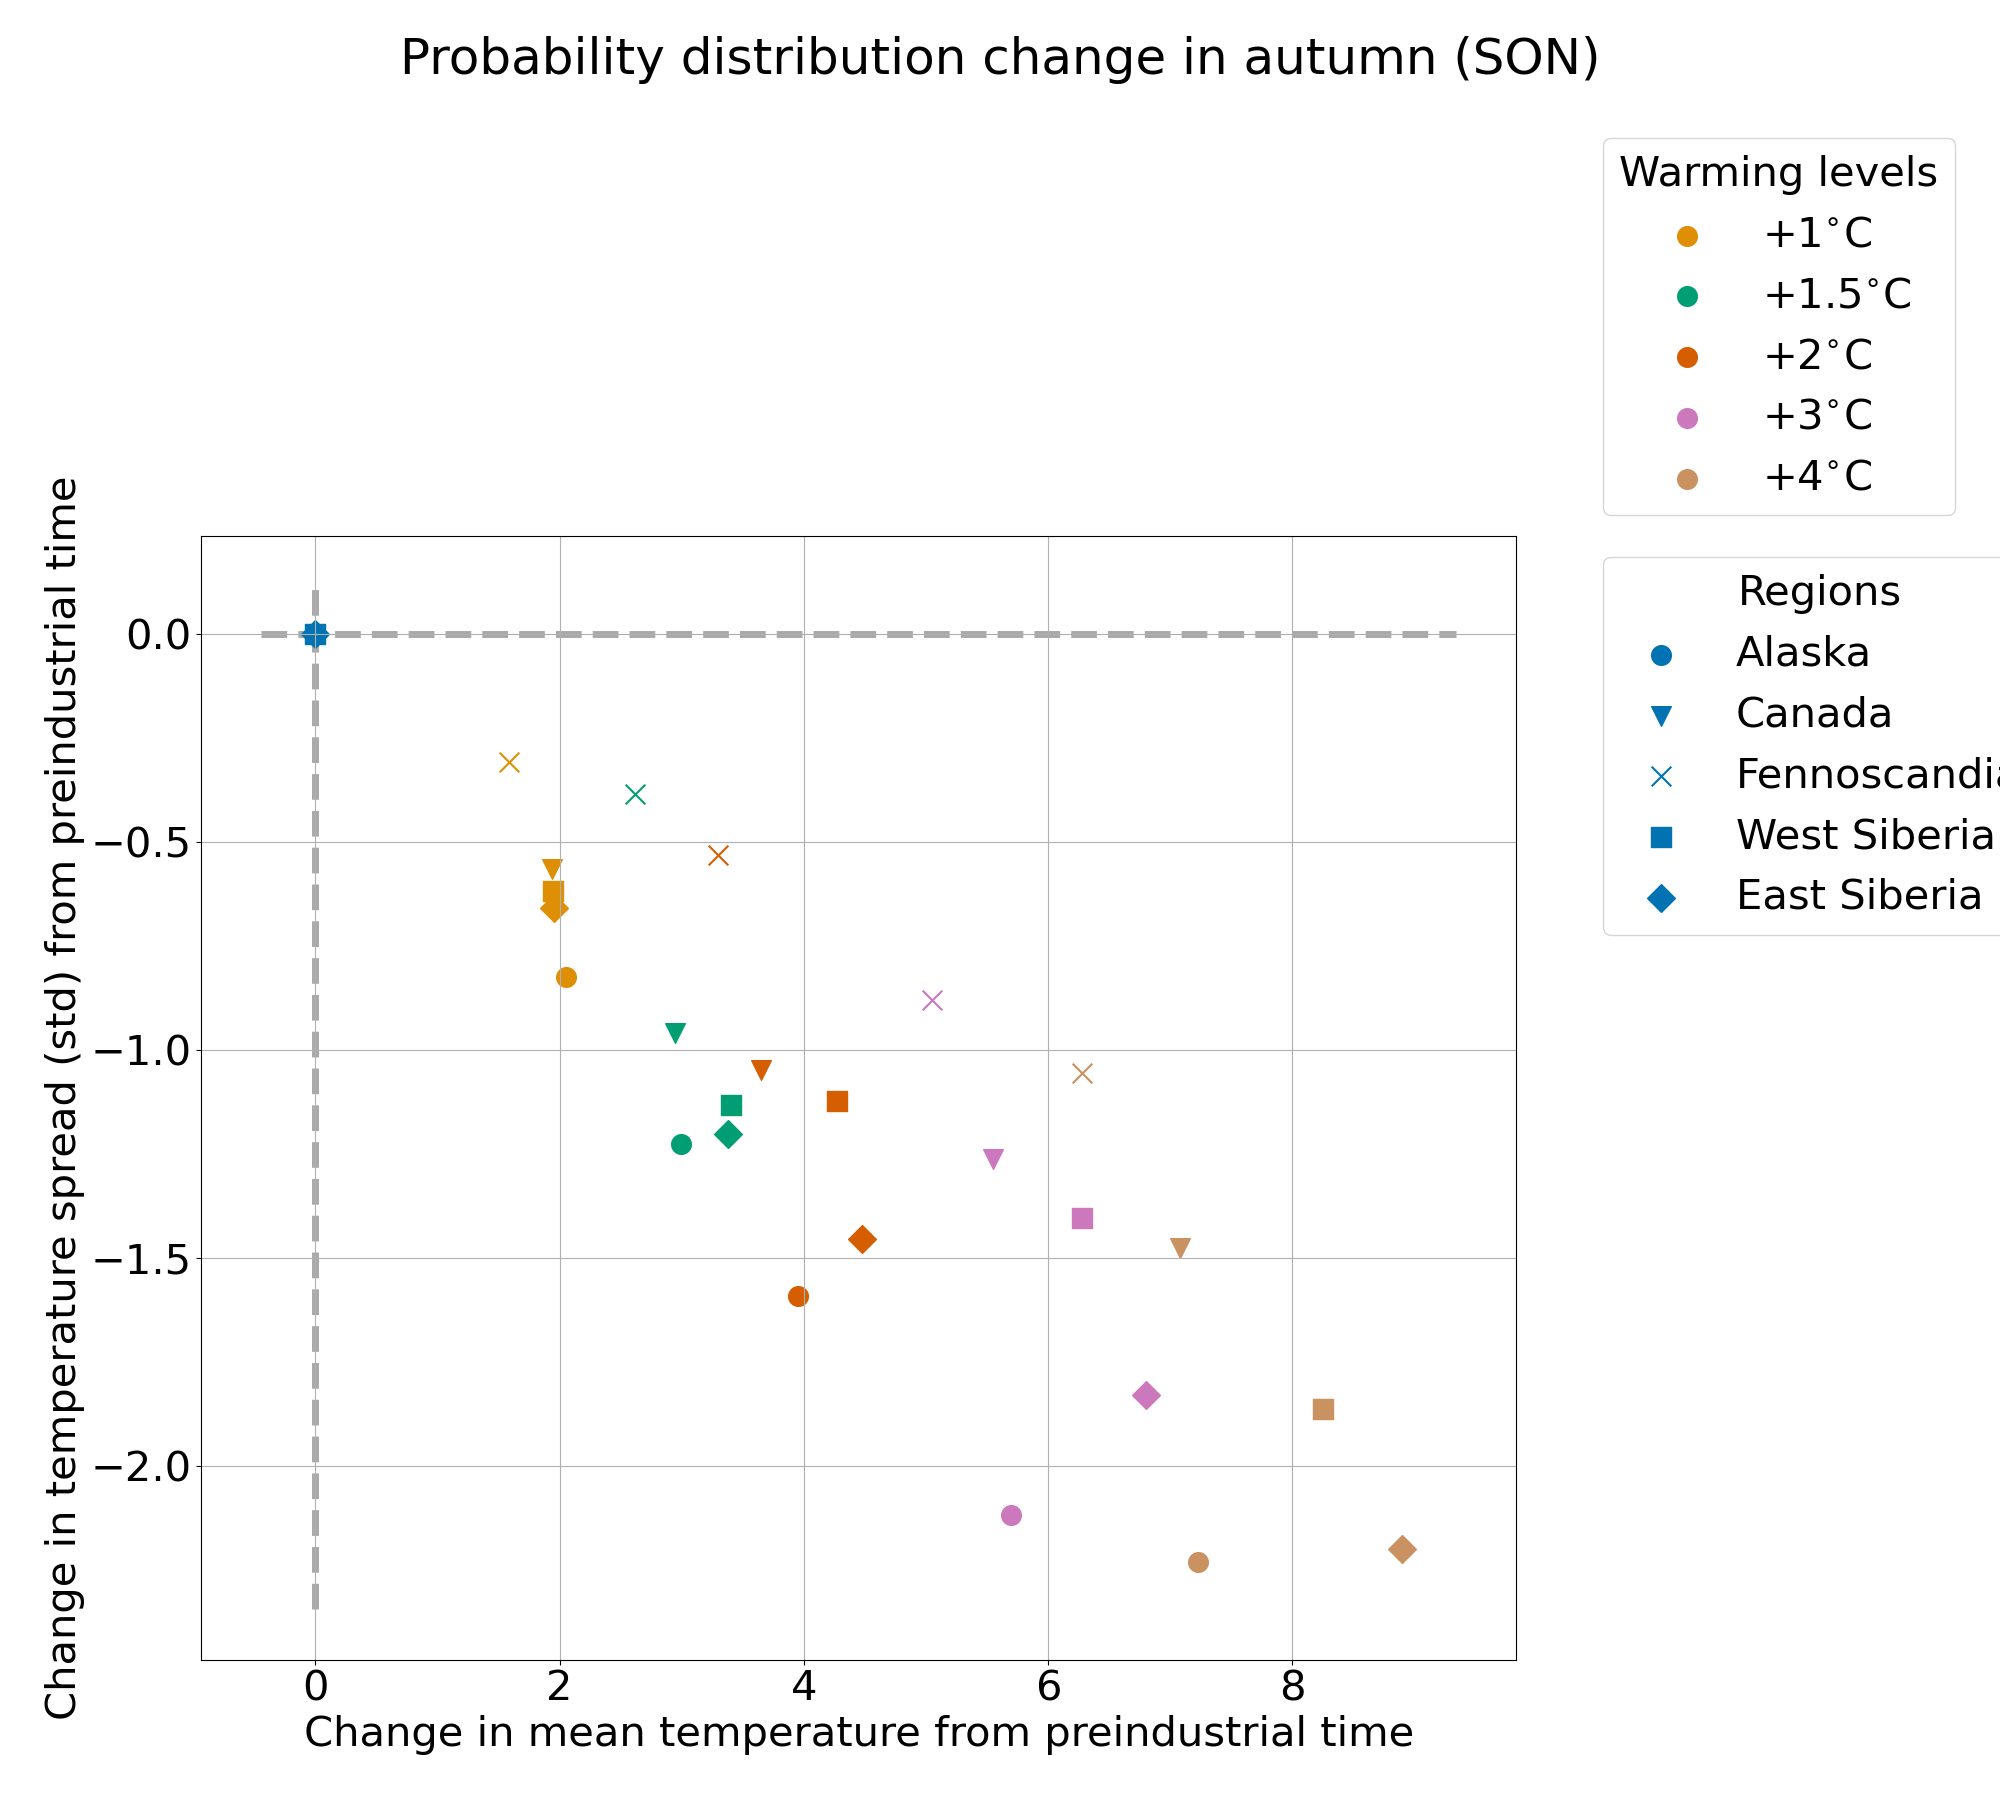 Probability distribution change in autumn (SON)
Warming levels
+1°C
+1.5°C
+2°C
+3°C
+4°C
Regions
Alaska
Canada
Fennoscandia
West Siberia
East Siberia
Change in temperature spread (std) from preindustrial time
0.0
−0.5
−1.0
−1.5
−2.0
0 2 4 6 8
Change in mean temperature from preindustrial time